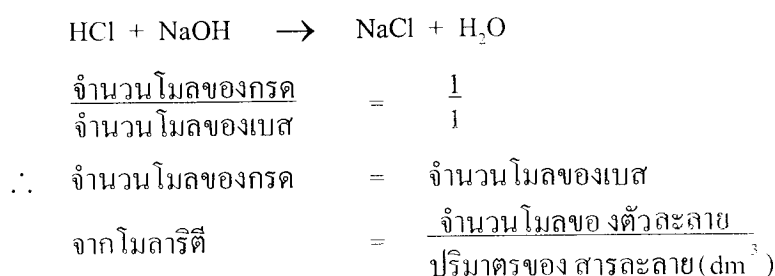 HCl + NaOH → NaCl + H₂O
จำนวนโมลของกรด = 1
จำนวนโมลของเบส 1
∴ จำนวนโมลของกรด = จำนวนโมลของเบส
จากโมลาริตี = จำนวนโมลของตัวละลาย
ปริมาตรของสารละลาย(dm³)